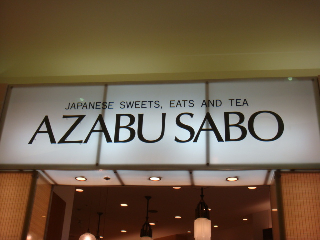 JAPANESE SWEETS, EATS AND TEA
AZABU SABO